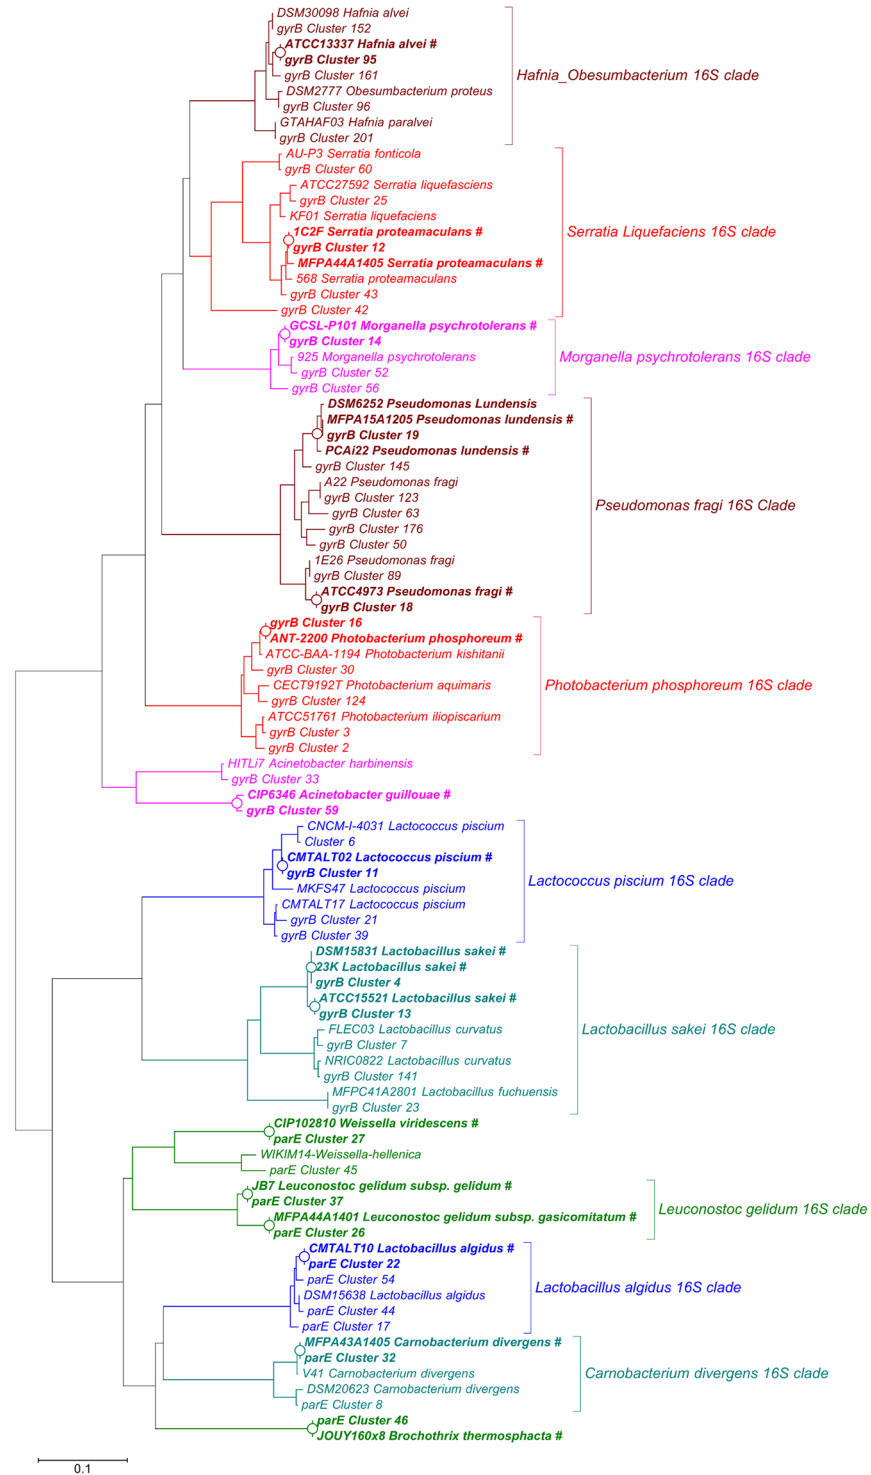 DSM30098 Hafnia alvei
gyrB Cluster 152
ATCC13337 Hafnia alvei #
gyrB Cluster 95
gyrB Cluster 161
Hafnia_Obesumbacterium 16S clade
DSM2777 Obesumbacterium proteus
gyrB Cluster 96
GTAHAF03 Hafnia paralvei
gyrB Cluster 201
AU-P3 Serratia fonticola
gyrB Cluster 60
ATCC27592 Serratia liquefasciens
gyrB Cluster 25
KF01 Serratia liquefaciens
1C2F Serratia proteamaculans #
Serratia Liquefaciens 16S clade
gyrB Cluster 12
MFPA44A1405 Serratia proteamaculans #
568 Serratia proteamaculans
gyrB Cluster 43
gyrB Cluster 42
GCSL-P101 Morganella psychrotolerans #
gyrB Cluster 14
925 Morganella psychrotolerans
Morganella psychrotolerans 16S clade
gyrB Cluster 52
gyrB Cluster 56
DSM6252 Pseudomonas Lundensis
MFPA15A1205 Pseudomonas lundensis #
gyrB Cluster 19
PCAi22 Pseudomonas lundensis #
gyrB Cluster 145
A22 Pseudomonas fragi
gyrB Cluster 123
Pseudomonas fragi 16S Clade
gyrB Cluster 63
gyrB Cluster 176
gyrB Cluster 50
1E26 Pseudomonas fragi
gyrB Cluster 89
ATCC4973 Pseudomonas fragi #
gyrB Cluster 18
gyrB Cluster 16
ANT-2200 Photobacterium phosphoreum #
ATCC-BAA-1194 Photobacterium kishitanii
gyrB Cluster 30
CECT9192T Photobacterium aquimaris
Photobacterium phosphoreum 16S clade
gyrB Cluster 124
ATCC51761 Photobacterium iliopiscarium
gyrB Cluster 3
gyrB Cluster 2
HITLi7 Acinetobacter harbinensis
gyrB Cluster 33
CIP6346 Acinetobacter guillouae #
gyrB Cluster 59
CNCM-I-4031 Lactococcus piscium
Cluster 6
CMTALT02 Lactococcus piscium #
gyrB Cluster 11
Lactococcus piscium 16S clade
MKFS47 Lactococcus piscium
CMTALT17 Lactococcus piscium
gyrB Cluster 21
gyrB Cluster 39
DSM15831 Lactobacillus sakei #
23K Lactobacillus sakei #
gyrB Cluster 4
ATCC15521 Lactobacillus sakei #
gyrB Cluster 13
FLEC03 Lactobacillus curvatus
Lactobacillus sakei 16S clade
gyrB Cluster 7
NRIC0822 Lactobacillus curvatus
gyrB Cluster 141
MFPC41A2801 Lactobacillus fuchuensis
gyrB Cluster 23
CIP102810 Weissella viridescens #
parE Cluster 27
WIKIM14-Weissella-hellenica
parE Cluster 45
JB7 Leuconostoc gelidum subsp. gelidum #
parE Cluster 37
Leuconostoc gelidum 16S clade
MFPA44A1401 Leuconostoc gelidum subsp. gasicomitatum #
parE Cluster 26
CMTALT10 Lactobacillus algidus #
parE Cluster 22
parE Cluster 54
Lactobacillus algidus 16S clade
DSM15638 Lactobacillus algidus
parE Cluster 44
parE Cluster 17
MFPA43A1405 Carnobacterium divergens #
parE Cluster 32
V41 Carnobacterium divergens
Carnobacterium divergens 16S clade
DSM20623 Carnobacterium divergens
parE Cluster 8
parE Cluster 46
JOUY160x8 Brochothrix thermosphacta #
0.1